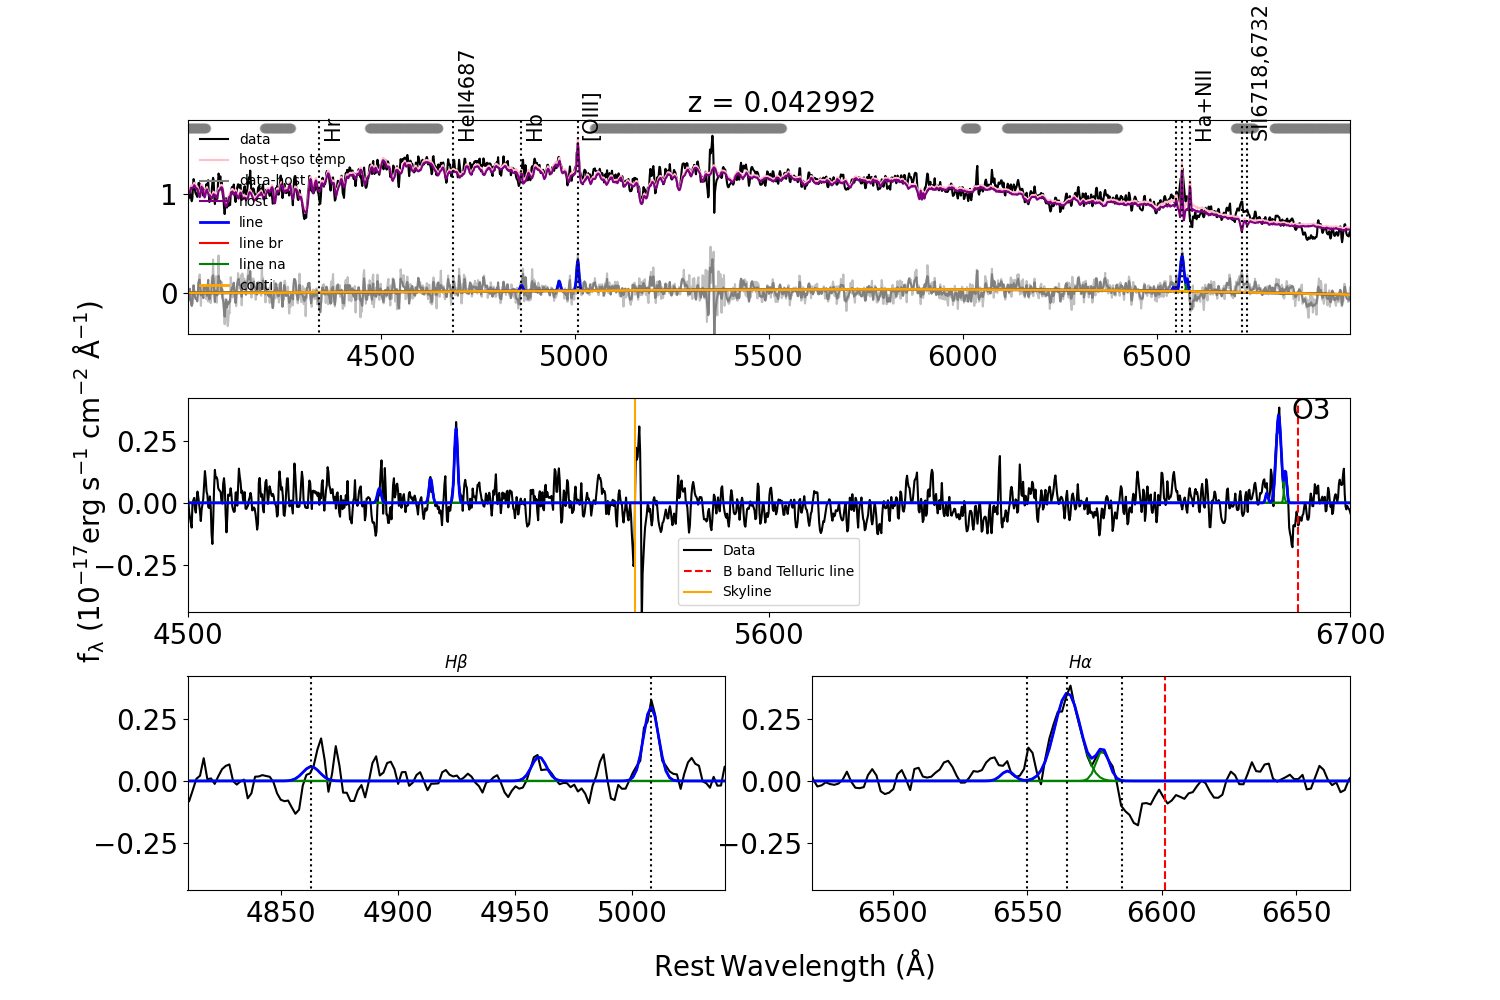 z = 0.042992
Hr
HeII4687
Hb
[OIII]
Ha+NII
SII6718,6732
data
host+qso temp
data-host
host
line
line br
line na
conti
1
0
4500
5000
5500
6000
6500
f_λ (10⁻¹⁷erg s⁻¹ cm⁻² Å⁻¹)
O3
0.25
0.00
−0.25
Data
B band Telluric line
Skyline
4500
5600
6700
Hβ
0.25
0.00
−0.25
4850
4900
4950
5000
Hα
0.25
0.00
−0.25
6500
6550
6600
6650
Rest Wavelength (Å)